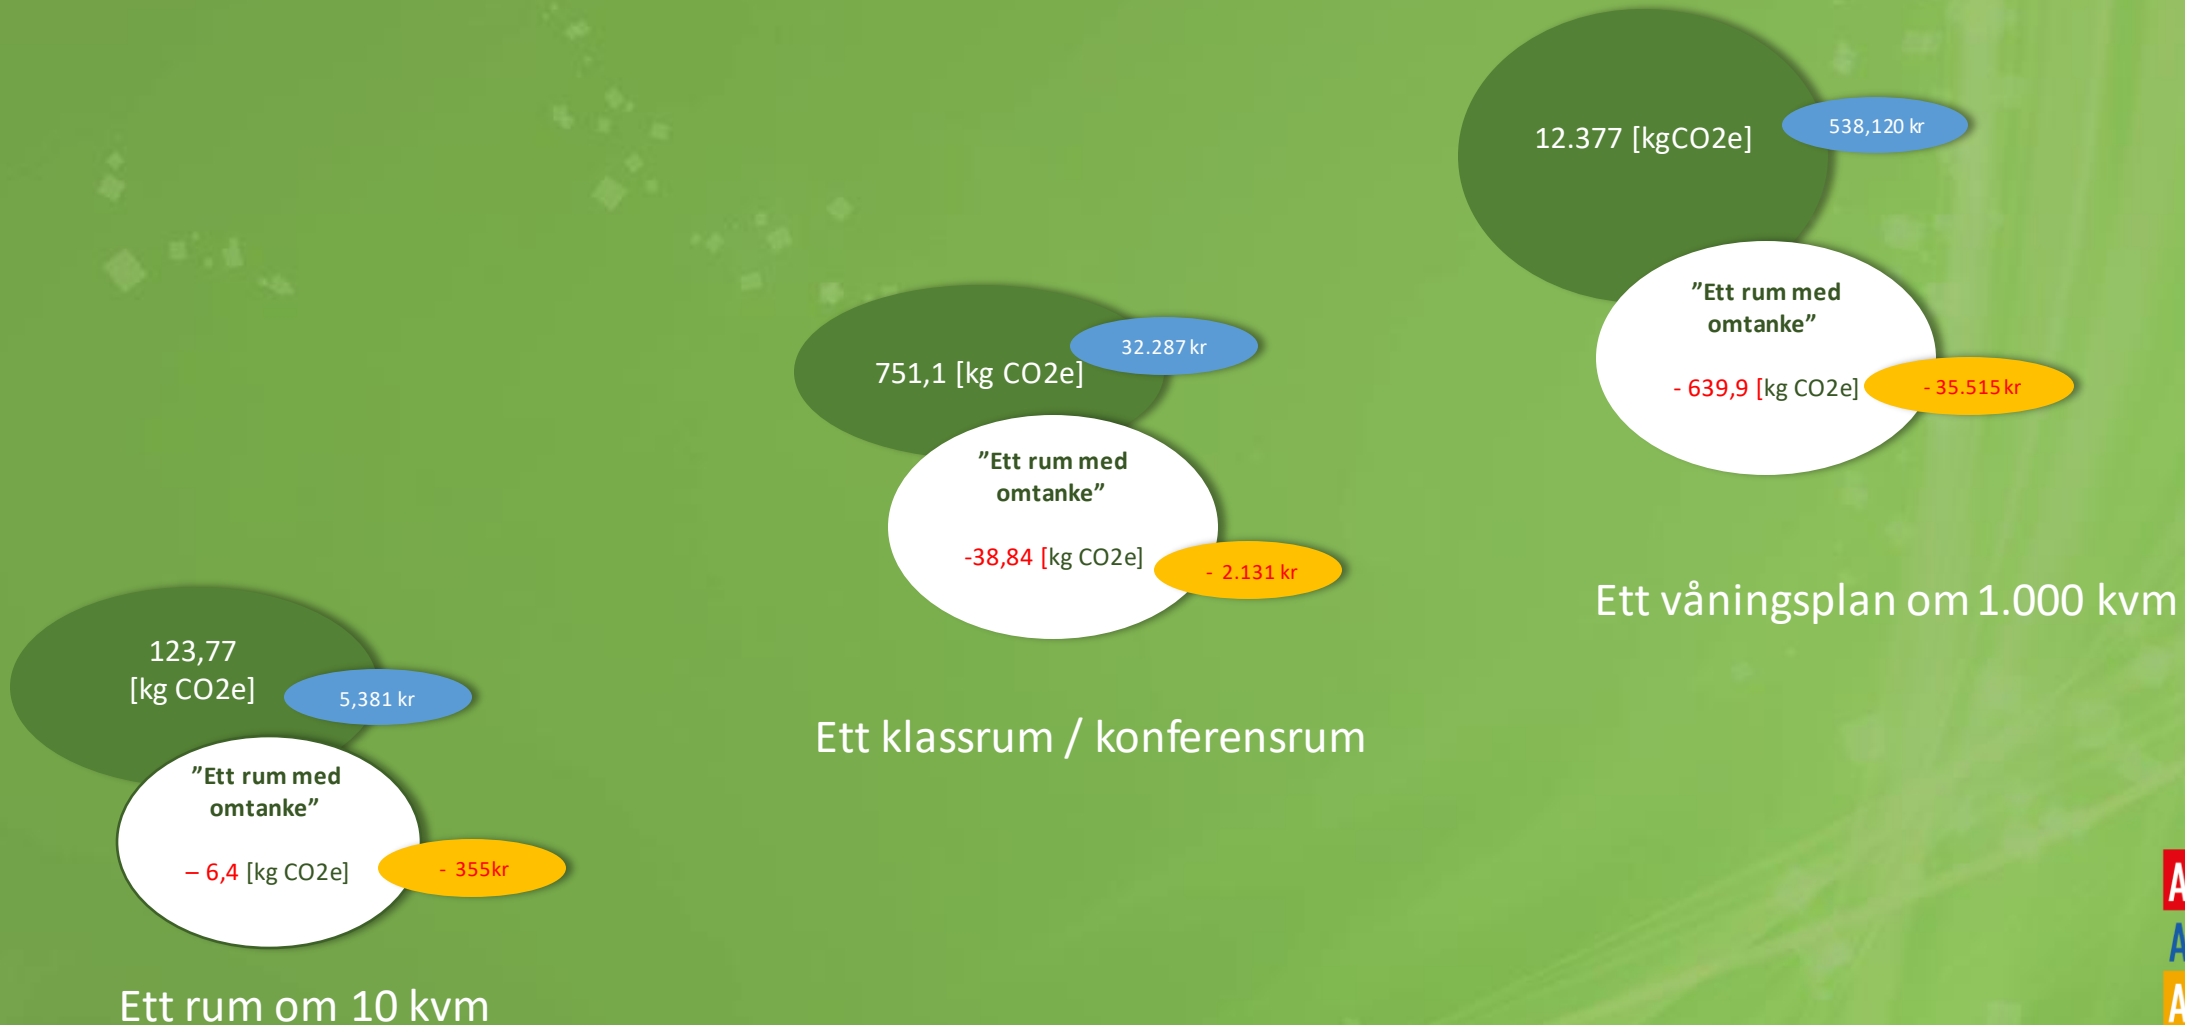 12.377 [kgCO2e]
538,120 kr
”Ett rum med
omtanke”
- 639,9 [kg CO2e]
- 35.515 kr
Ett våningsplan om 1.000 kvm
751,1 [kg CO2e]
32.287 kr
”Ett rum med
omtanke”
-38,84 [kg CO2e]
- 2.131 kr
Ett klassrum / konferensrum
123,77
[kg CO2e]
5,381 kr
”Ett rum med
omtanke”
– 6,4 [kg CO2e]
- 355kr
Ett rum om 10 kvm
A
A
A